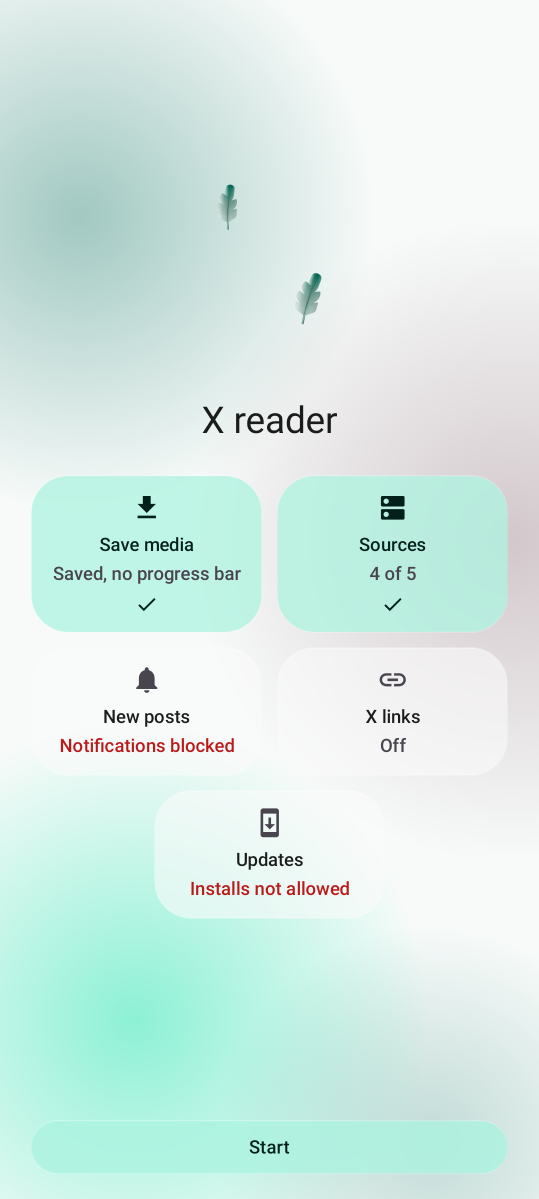 X reader
Save media
Saved, no progress bar
Sources
4 of 5
New posts
Notifications blocked
X links
Off
Updates
Installs not allowed
Start